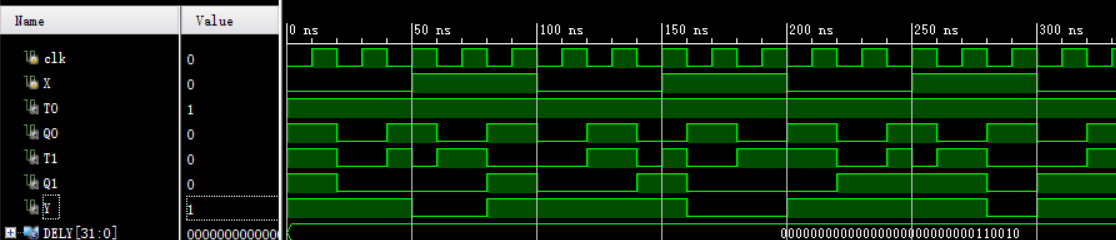 Name Value
0 ns 50 ns 100 ns 150 ns 200 ns 250 ns 300 ns
clk 0
X 0
T0 1
Q0 0
T1 0
Q1 0
Y 1
DELY[31:0] 0000000000000 00000000000000000000000000110010